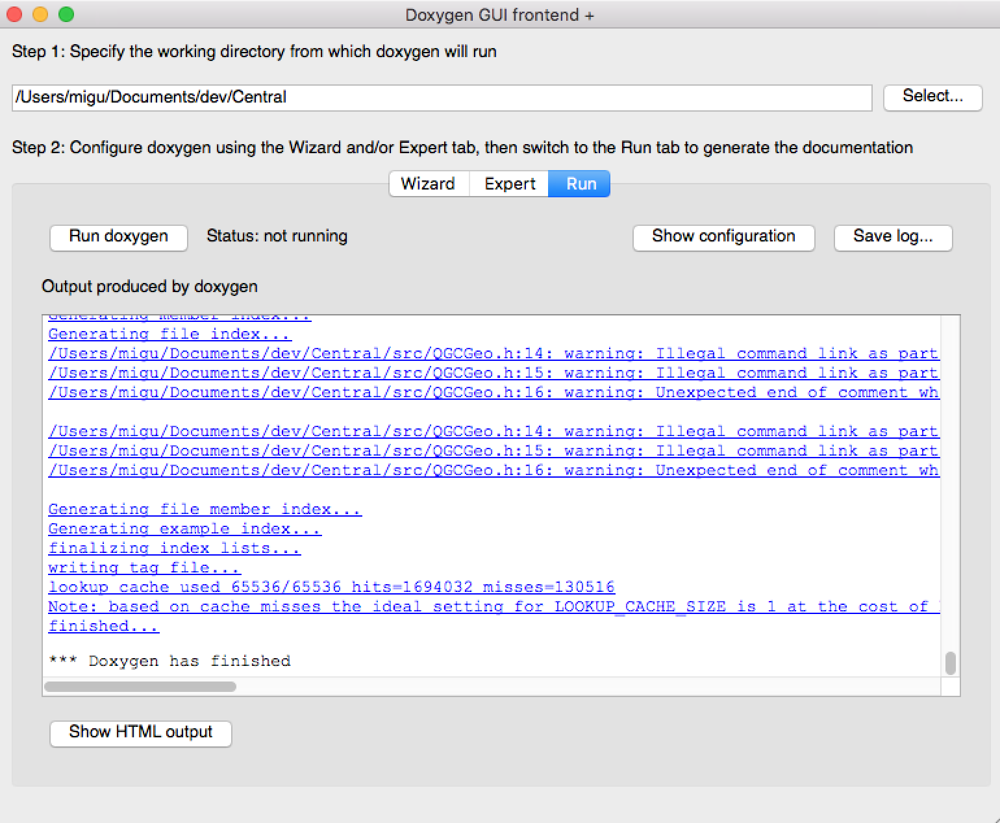 Doxygen GUI frontend +
Step 1: Specify the working directory from which doxygen will run
/Users/migu/Documents/dev/Central
Select...
Step 2: Configure doxygen using the Wizard and/or Expert tab, then switch to the Run tab to generate the documentation
Wizard Expert Run
Run doxygen Status: not running Show configuration Save log...
Output produced by doxygen
Generating member index...
Generating file index...
/Users/migu/Documents/dev/Central/src/QGCGeo.h:14: warning: Illegal command link as part
/Users/migu/Documents/dev/Central/src/QGCGeo.h:15: warning: Illegal command link as part
/Users/migu/Documents/dev/Central/src/QGCGeo.h:16: warning: Unexpected end of comment wh
/Users/migu/Documents/dev/Central/src/QGCGeo.h:14: warning: Illegal command link as part
/Users/migu/Documents/dev/Central/src/QGCGeo.h:15: warning: Illegal command link as part
/Users/migu/Documents/dev/Central/src/QGCGeo.h:16: warning: Unexpected end of comment wh
Generating file member index...
Generating example index...
finalizing index lists...
writing tag file...
lookup cache used 65536/65536 hits=1694032 misses=130516
Note: based on cache misses the ideal setting for LOOKUP_CACHE_SIZE is 1 at the cost of
finished...
*** Doxygen has finished
Show HTML output